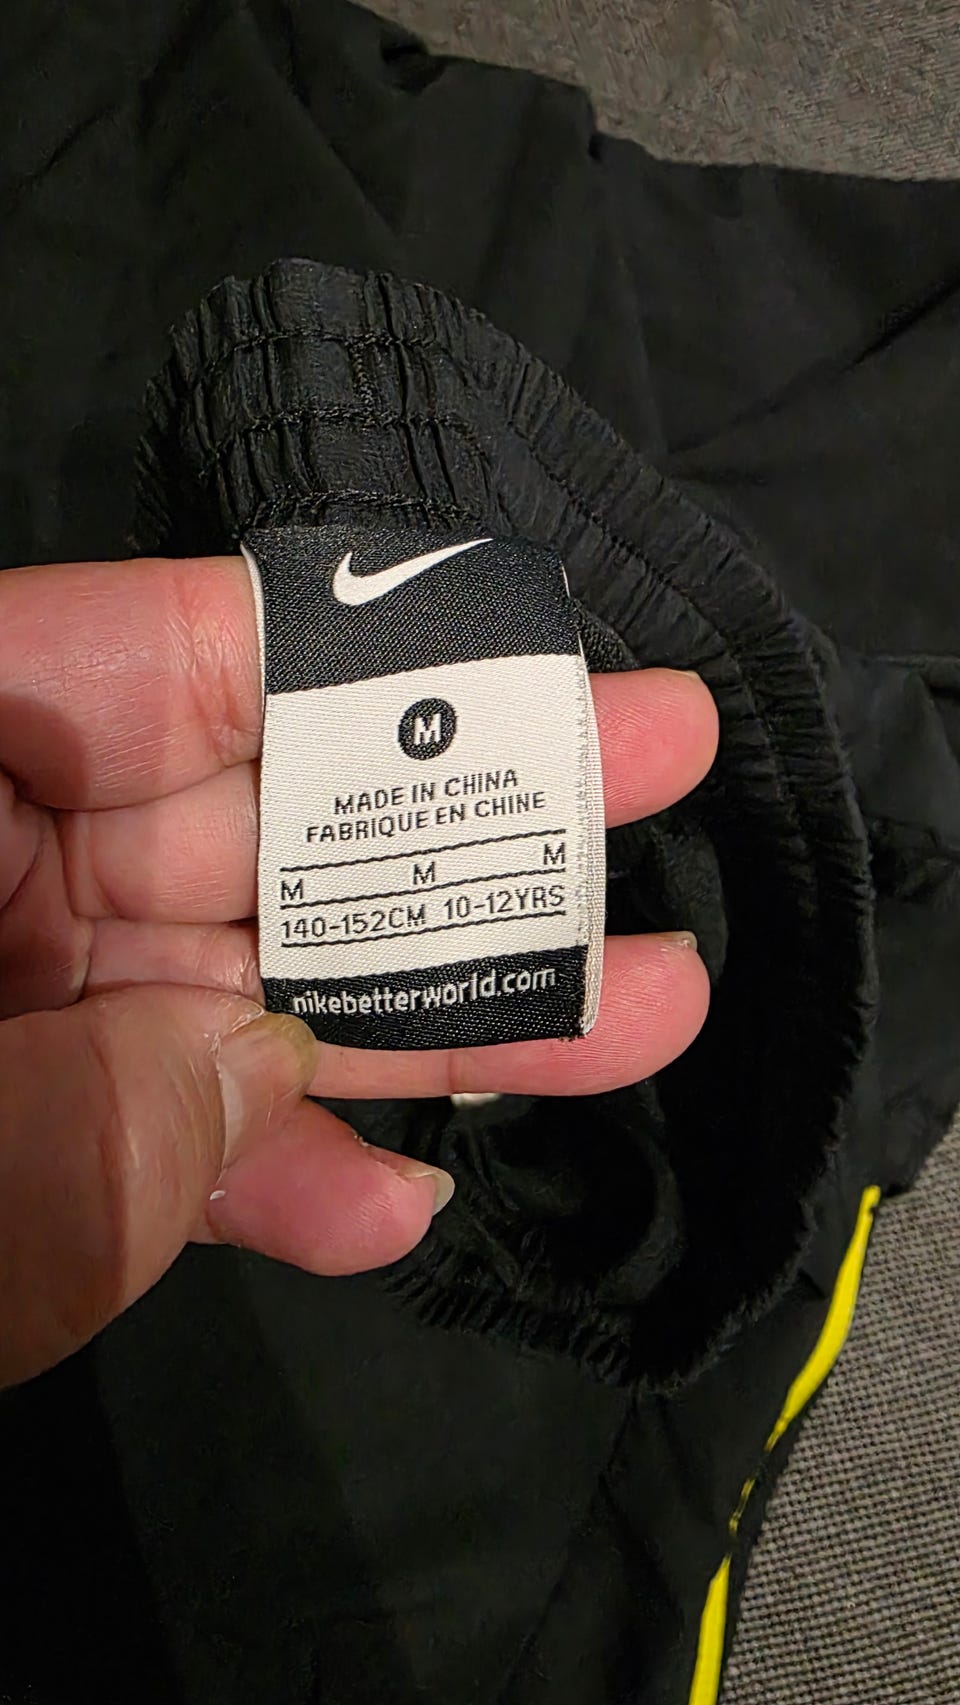 M
MADE IN CHINA
FABRIQUE EN CHINE
M M M
140-152CM 10-12YRS
nikebetterworld.com